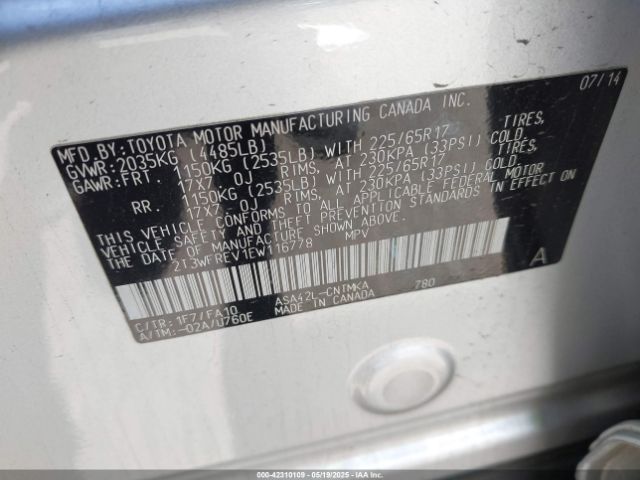 MFD.BY:TOYOTA MOTOR MANUFACTURING CANADA INC. 07/14
GVWR:2035KG (4485LB)
GAWR:FRT. 1150KG (2535LB) WITH 225/65R17 TIRES,
17X7.0J RIMS, AT 230KPA (33PSI) COLD.
RR. 1150KG (2535LB) WITH 225/65R17 TIRES,
17X7.0J RIMS, AT 230KPA (33PSI) COLD.
THIS VEHICLE CONFORMS TO ALL APPLICABLE FEDERAL MOTOR
VEHICLE SAFETY AND THEFT PREVENTION STANDARDS IN EFFECT ON
THE DATE OF MANUFACTURE SHOWN ABOVE.
2T3WFREV1EW116778 MPV
A
C/TR: 1F7/FA10 ASA42L-CNTMKA 780
A/TM:-02A/U760E MADE IN CANADA
000-42310109 - 05/19/2025 - IAAI.COM